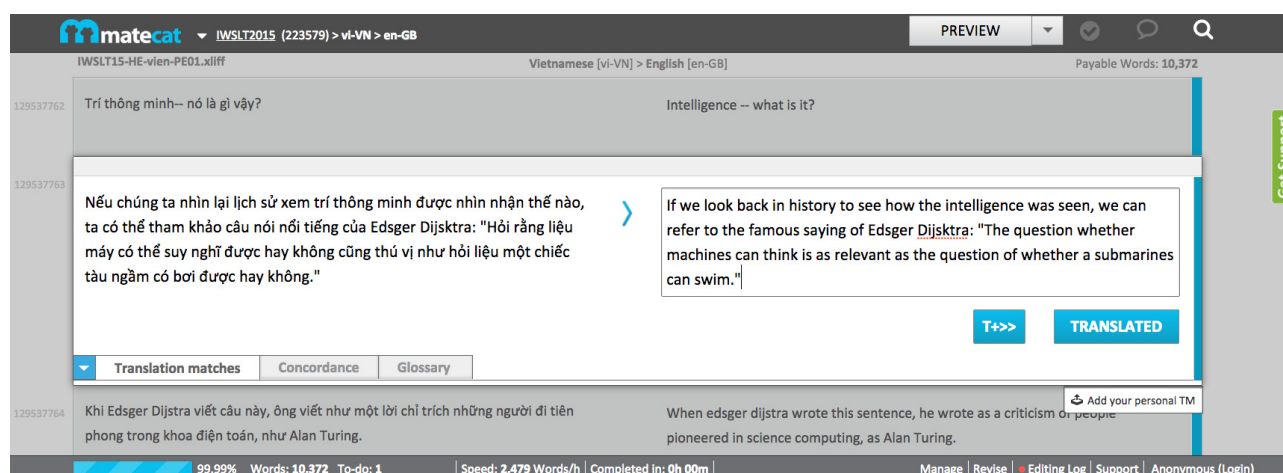 matecat IWSLT2015 (223579) > vi-VN > en-GB PREVIEW
IWSLT15-HE-vien-PE01.xliff Vietnamese [vi-VN] > English [en-GB] Payable Words: 10,372
129537762 Trí thông minh-- nó là gì vậy? Intelligence -- what is it?
Get Support
129537763
Nếu chúng ta nhìn lại lịch sử xem trí thông minh được nhìn nhận thế nào,
ta có thể tham khảo câu nói nổi tiếng của Edsger Dijsktra: "Hỏi rằng liệu
máy có thể suy nghĩ được hay không cũng thú vị như hỏi liệu một chiếc
tàu ngầm có bơi được hay không."
If we look back in history to see how the intelligence was seen, we can
refer to the famous saying of Edsger Dijsktra: "The question whether
machines can think is as relevant as the question of whether a submarines
can swim."
T+>> TRANSLATED
Translation matches Concordance Glossary
Add your personal TM
129537764
Khi Edsger Dijstra viết câu này, ông viết như một lời chỉ trích những người đi tiên
phong trong khoa điện toán, như Alan Turing.
When edsger dijstra wrote this sentence, he wrote as a criticism of people
pioneered in science computing, as Alan Turing.
99.99% Words: 10,372 To-do: 1 Speed: 2,479 Words/h Completed in: 0h 00m Manage Revise Editing Log Support Anonymous (Login)